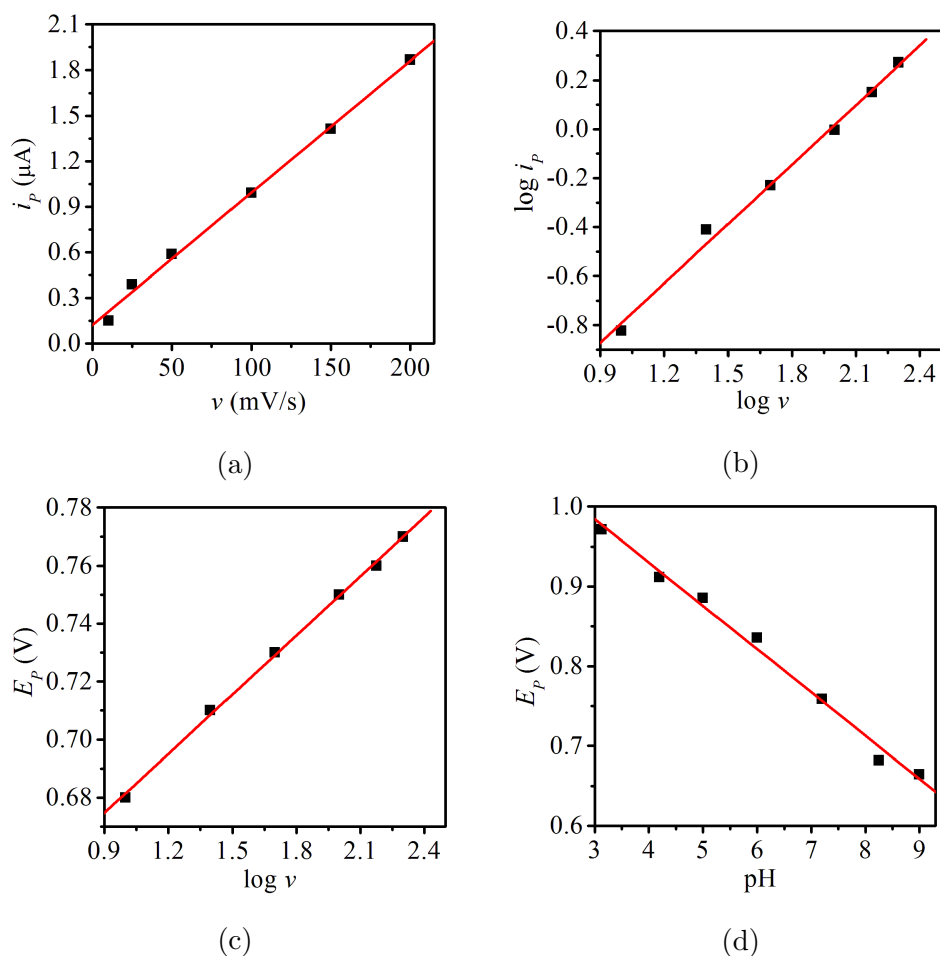 2.1
1.8
1.5
1.2
0.9
0.6
0.3
0.0
i_P (μA)
0 50 100 150 200
v (mV/s)
(a)
0.4
0.2
0.0
-0.2
-0.4
-0.6
-0.8
log i_P
0.9 1.2 1.5 1.8 2.1 2.4
log v
(b)
0.78
0.76
0.74
0.72
0.70
0.68
E_P (V)
0.9 1.2 1.5 1.8 2.1 2.4
log v
(c)
1.0
0.9
0.8
0.7
0.6
E_P (V)
3 4 5 6 7 8 9
pH
(d)